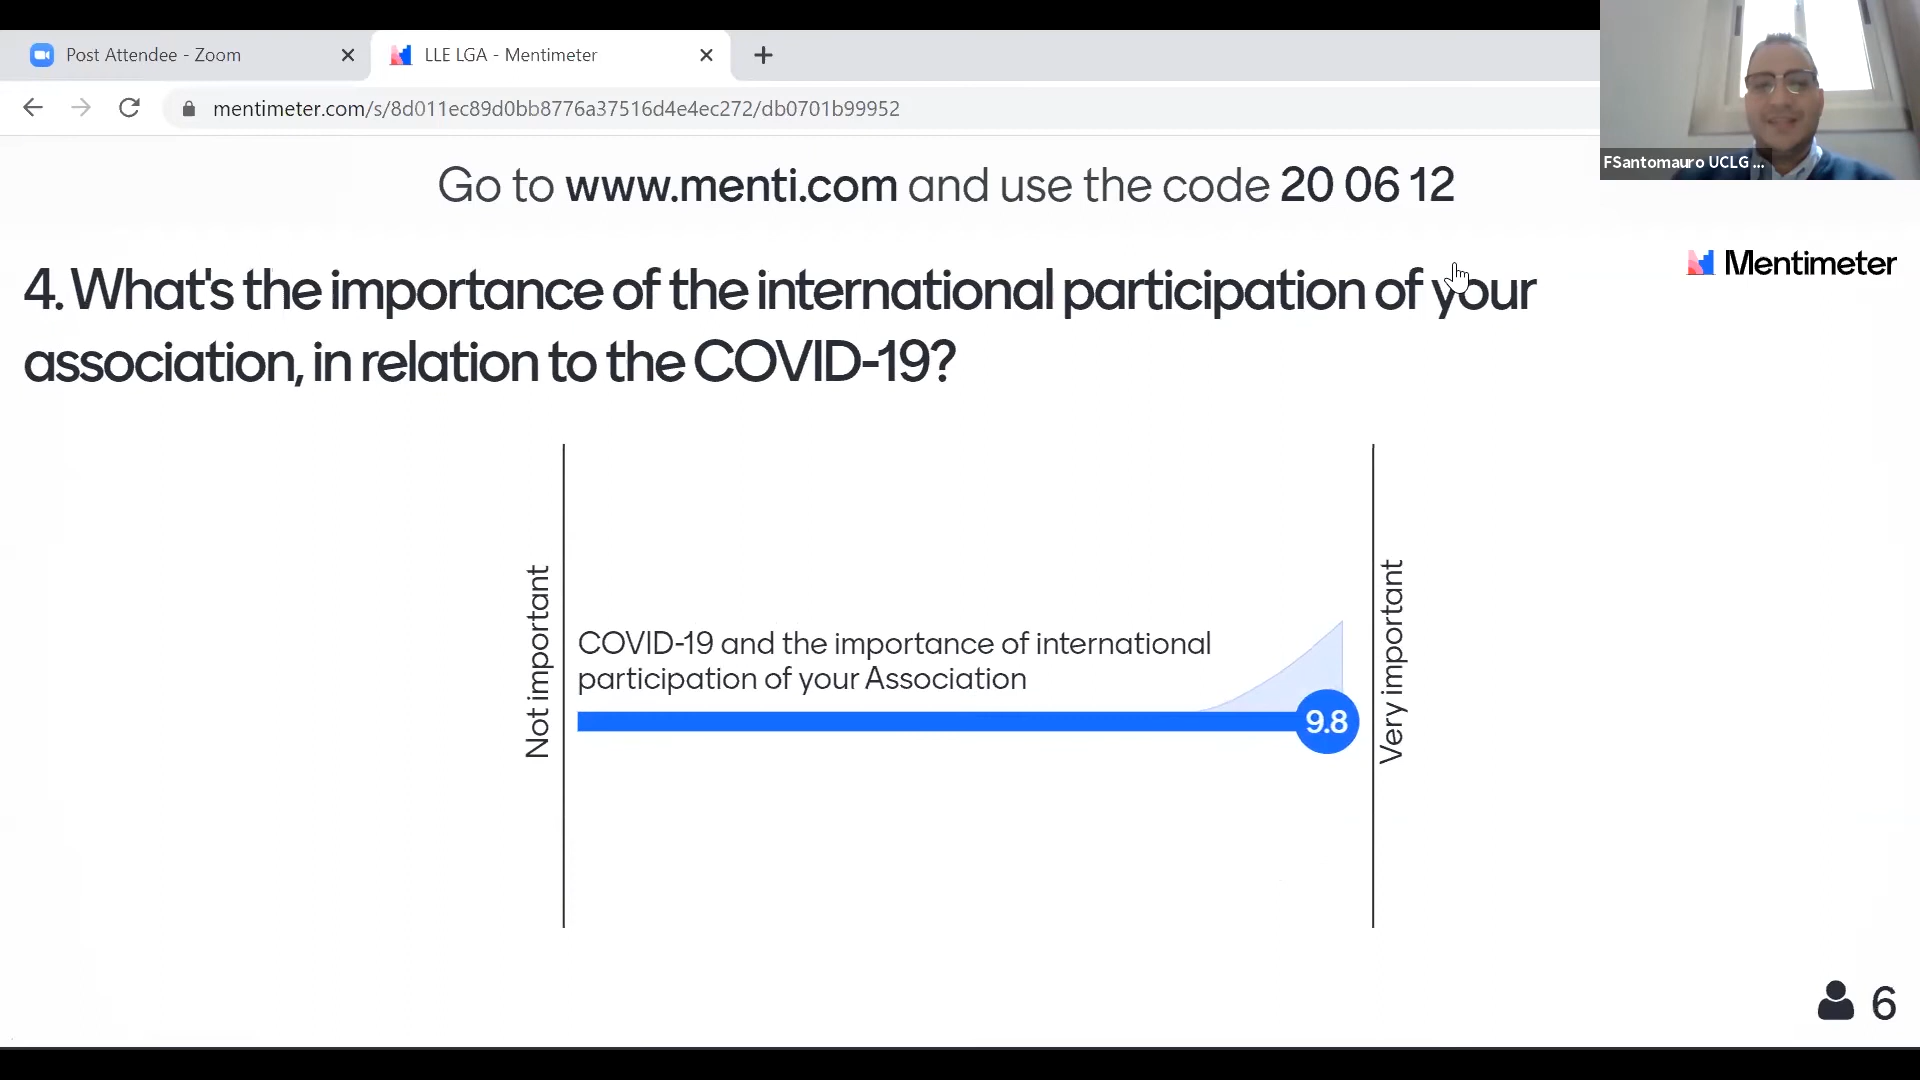 Post Attendee - Zoom
LLE LGA - Mentimeter
mentimeter.com/s/8d011ec89d0bb8776a37516d4e4ec272/db0701b99952
FSantomauro UCLG ...
Go to www.menti.com and use the code 20 06 12
Mentimeter
4. What's the importance of the international participation of your
association, in relation to the COVID-19?
Not important
COVID-19 and the importance of international
participation of your Association
9.8
Very important
6